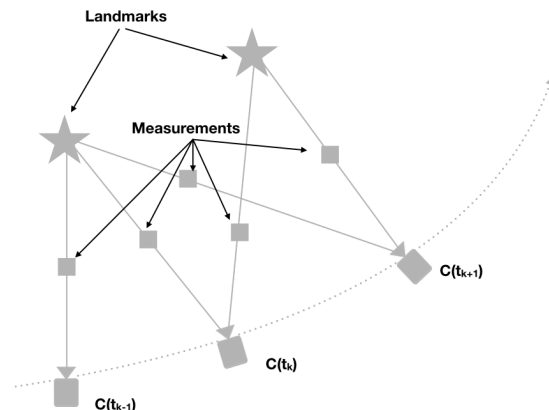 Landmarks
Measurements
C(tk+1)
C(tk)
C(tk-1)